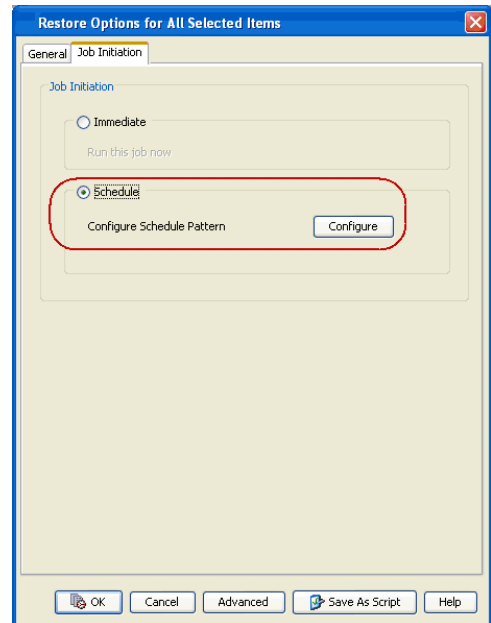 Restore Options for All Selected Items
General Job Initiation
Job Initiation
Immediate
Run this job now
Schedule
Configure Schedule Pattern Configure
OK Cancel Advanced Save As Script Help